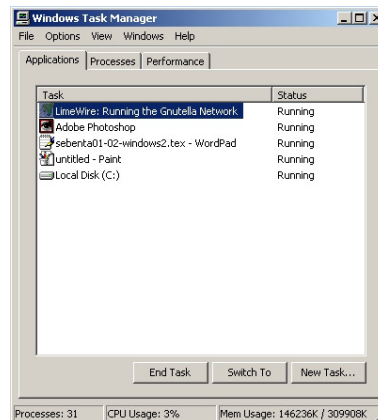 Windows Task Manager
File Options View Windows Help
Applications Processes Performance
Task Status
LimeWire: Running the Gnutella Network Running
Adobe Photoshop Running
sebenta01-02-windows2.tex - WordPad Running
untitled - Paint Running
Local Disk (C:) Running
End Task Switch To New Task...
Processes: 31 CPU Usage: 3% Mem Usage: 146236K / 309908K